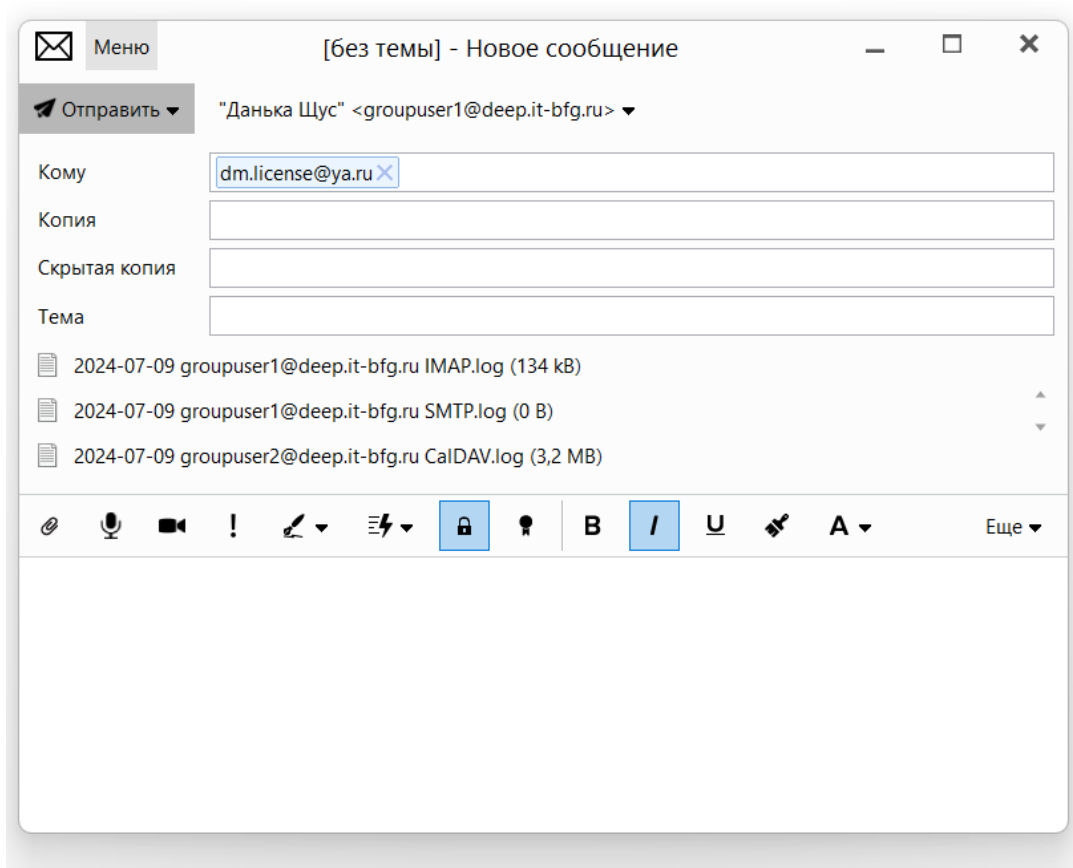 Меню
[без темы] - Новое сообщение
Отправить
"Данька Щус" <groupuser1@deep.it-bfg.ru>
Кому
dm.license@ya.ru
Копия
Скрытая копия
Тема
2024-07-09 groupuser1@deep.it-bfg.ru IMAP.log (134 kB)
2024-07-09 groupuser1@deep.it-bfg.ru SMTP.log (0 B)
2024-07-09 groupuser2@deep.it-bfg.ru CalDAV.log (3,2 MB)
! B I U A Еще